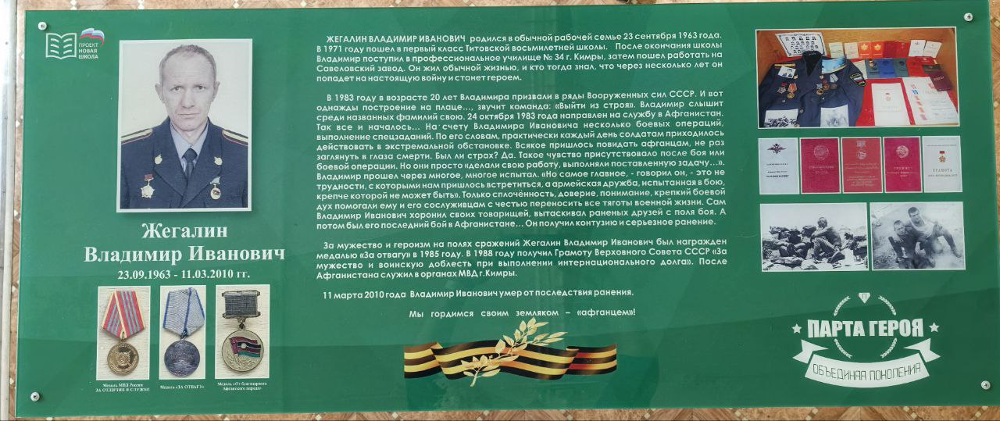 ПРОЕКТ
НОВАЯ
ШКОЛА
Жегалин
Владимир Иванович
23.09.1963 - 11.03.2010 гг.
Медаль МВД России
ЗА ОТЛИЧИЕ В СЛУЖБЕ
Медаль «ЗА ОТВАГУ»
Медаль «От благодарного
Афганского народа»
ЖЕГАЛИН ВЛАДИМИР ИВАНОВИЧ родился в обычной рабочей семье 23 сентября 1963 года.
В 1971 году пошел в первый класс Титовской восьмилетней школы. После окончания школы
Владимир поступил в профессиональное училище № 34 г. Кимры, затем пошел работать на
Савеловский завод. Он жил обычной жизнью, и кто тогда знал, что через несколько лет он
попадет на настоящую войну и станет героем.
В 1983 году в возрасте 20 лет Владимира призвали в ряды Вооруженных сил СССР. И вот
однажды построение на плаце... звучит команда: «Выйти из строя». Владимир слышит
среди названных фамилий свою. 24 октября 1983 года направлен на службу в Афганистан.
Так все и началось... На счету Владимира Ивановича несколько боевых операций,
выполнение спецзаданий. По его словам, практически каждый день солдатам приходилось
действовать в экстремальной обстановке. Всякое пришлось повидать афганцам, не раз
заглянуть в глаза смерти. Был ли страх? Да. Такое чувство присутствовало после боя или
боевой операции. Но они просто «делали свою работу, выполняли поставленную задачу...».
Владимир прошел через многое, многое испытал. «Но самое главное, - говорил он, - это не
трудности, с которыми нам пришлось встретиться, а армейская дружба, испытанная в бою,
крепче которой не может быть». Только сплочённость, доверие, понимание, крепкий боевой
дух помогали ему и его сослуживцам с честью переносить все тяготы военной жизни. Сам
Владимир Иванович хоронил своих товарищей, вытаскивал раненых друзей с поля боя. А
потом был его последний бой в Афганистане... Он получил контузию и серьезное ранение.
За мужество и героизм на полях сражений Жегалин Владимир Иванович был награжден
медалью «За отвагу» в 1985 году. В 1988 году получил Грамоту Верховного Совета СССР «За
мужество и воинскую доблесть при выполнении интернационального долга». После
Афганистана служил в органах МВД г.Кимры.
11 марта 2010 года Владимир Иванович умер от последствия ранения.
Мы гордимся своим земляком – «афганцем»!
ГРАМОТА
ПАРТА ГЕРОЯ
ОБЪЕДИНЯЯ ПОКОЛЕНИЯ